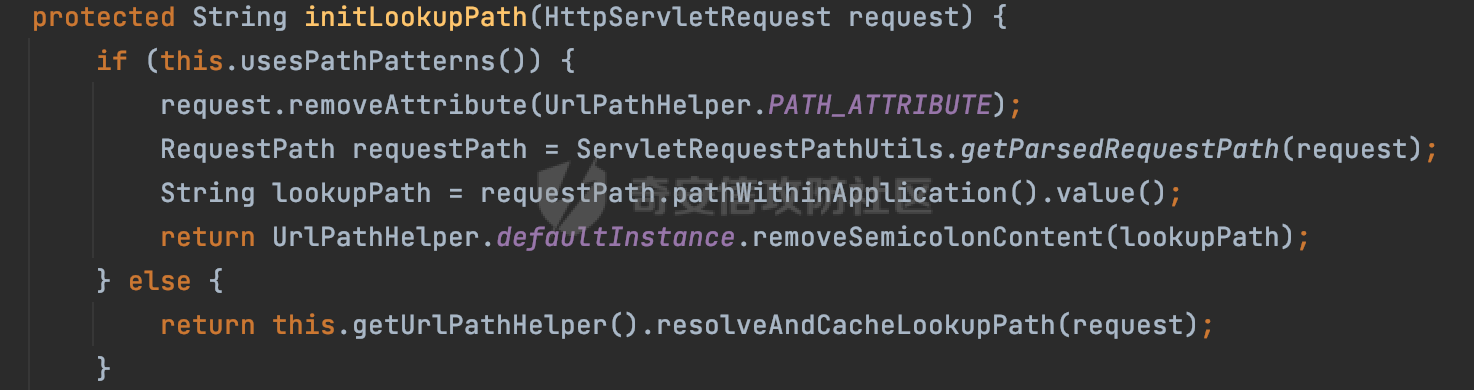 protected String initLookupPath(HttpServletRequest request) {
    if (this.usesPathPatterns()) {
        request.removeAttribute(UrlPathHelper.PATH_ATTRIBUTE);
        RequestPath requestPath = ServletRequestPathUtils.getParsedRequestPath(request);
        String lookupPath = requestPath.pathWithinApplication().value();
奇安信攻防社区
        return UrlPathHelper.defaultInstance.removeSemicolonContent(lookupPath);
    } else {
        return this.getUrlPathHelper().resolveAndCacheLookupPath(request);
    }